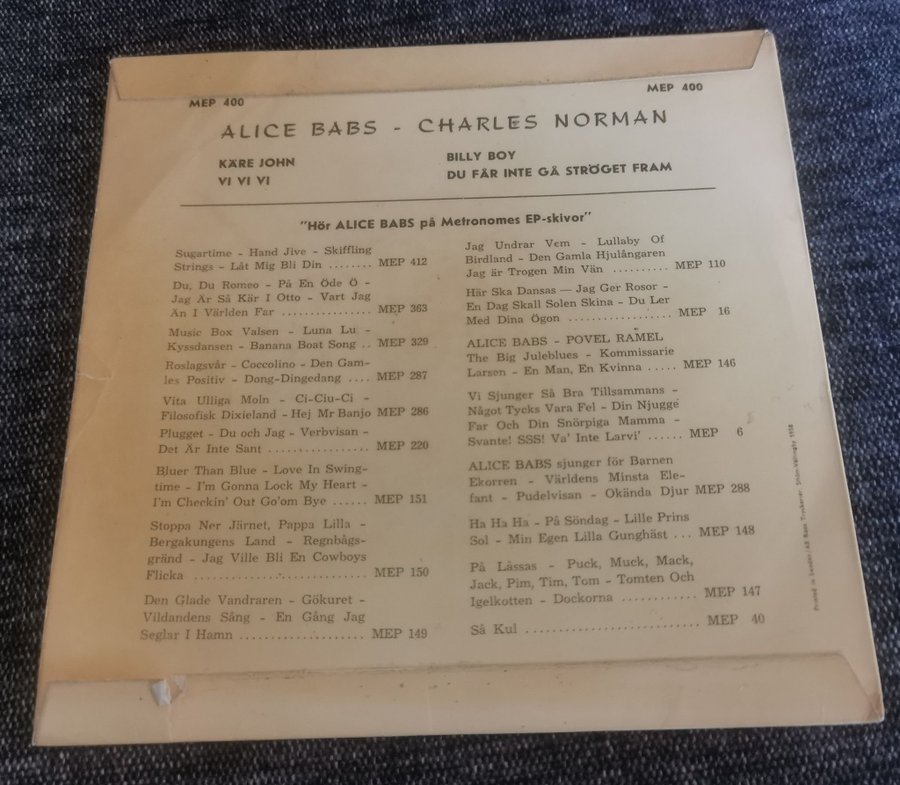 MEP 400
MEP 400
ALICE BABS - CHARLES NORMAN
KÄRE JOHN
VI VI VI
BILLY BOY
DU FÅR INTE GÅ STRÖGET FRAM
"Hör ALICE BABS på Metronomes EP-skivor"
Sugartime - Hand Jive - Skiffling
Strings - Låt Mig Bli Din ........ MEP 412
Du, Du Romeo - På En Öde Ö -
Jag Är Så Kär I Otto - Vart Jag
Än I Världen Far ................ MEP 363
Music Box Valsen - Luna Lu -
Kyssdansen - Banana Boat Song .. MEP 329
Roslagsvår - Coccolino - Den Gam-
les Positiv - Dong-Dingedang .... MEP 287
Vita Ulliga Moln - Ci-Ciu-Ci -
Filosofisk Dixieland - Hej Mr Banjo MEP 286
Plugget - Du och Jag - Verbvisan -
Det Är Inte Sant .................. MEP 220
Bluer Than Blue - Love In Swing-
time - I'm Gonna Lock My Heart -
I'm Checkin' Out Go'om Bye ...... MEP 151
Stoppa Ner Järnet, Pappa Lilla -
Bergakungens Land - Regnbågs-
gränd - Jag Ville Bli En Cowboys
Flicka ............................ MEP 150
Den Glade Vandraren - Gökuret -
Vildandens Sång - En Gång Jag
Seglar I Hamn .................... MEP 149
Jag Undrar Vem - Lullaby Of
Birdland - Den Gamla Hjulångaren
Jag är Trogen Min Vän .......... MEP 110
Här Ska Dansas — Jag Ger Rosor -
En Dag Skall Solen Skina - Du Ler
Med Dina Ögon .................. MEP 16
ALICE BABS - POVEL RAMEL
The Big Juleblues - Kommissarie
Larsen - En Man, En Kvinna ..... MEP 146
Vi Sjunger Så Bra Tillsammans -
Något Tycks Vara Fel - Din Njugge
Far Och Din Snörpiga Mamma -
Svante! SSS! Va' Inte Larvi' ...... MEP 6
ALICE BABS sjunger för Barnen
Ekorren - Världens Minsta Ele-
fant - Pudelvisan - Okända Djur MEP 288
Ha Ha Ha - På Söndag - Lille Prins
Sol - Min Egen Lilla Gunghäst ... MEP 148
På Låssas - Puck, Muck, Mack,
Jack, Pim, Tim, Tom - Tomten Och
Igelkotten - Dockorna ............ MEP 147
Så Kul ............................ MEP 40
Printed in Sweden/AB Bröd. Tryckarier, Sthlm-Vällingby 1958